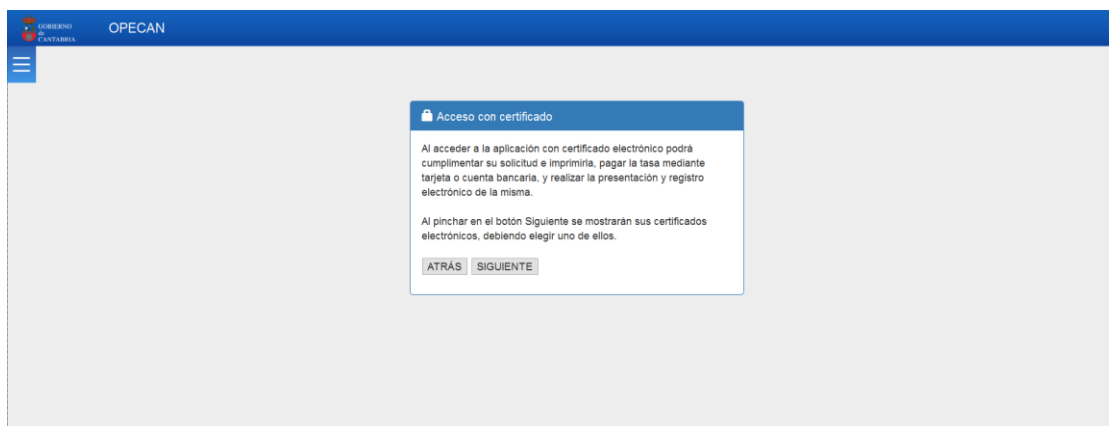 GOBIERNO
de
CANTABRIA
OPECAN
Acceso con certificado
Al acceder a la aplicación con certificado electrónico podrá
cumplimentar su solicitud e imprimirla, pagar la tasa mediante
tarjeta o cuenta bancaria, y realizar la presentación y registro
electrónico de la misma.
Al pinchar en el botón Siguiente se mostrarán sus certificados
electrónicos, debiendo elegir uno de ellos.
ATRÁS SIGUIENTE